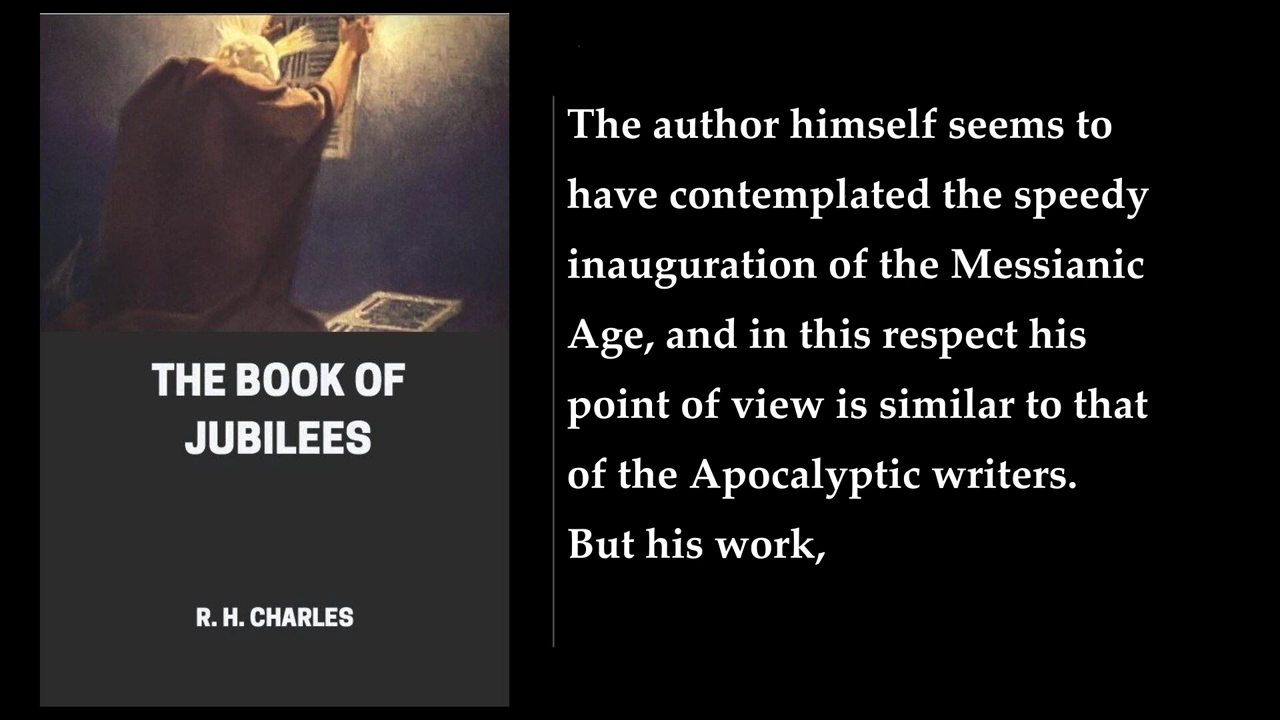 THE BOOK OF
JUBILEES
R. H. CHARLES
The author himself seems to
have contemplated the speedy
inauguration of the Messianic
Age, and in this respect his
point of view is similar to that
of the Apocalyptic writers.
But his work,